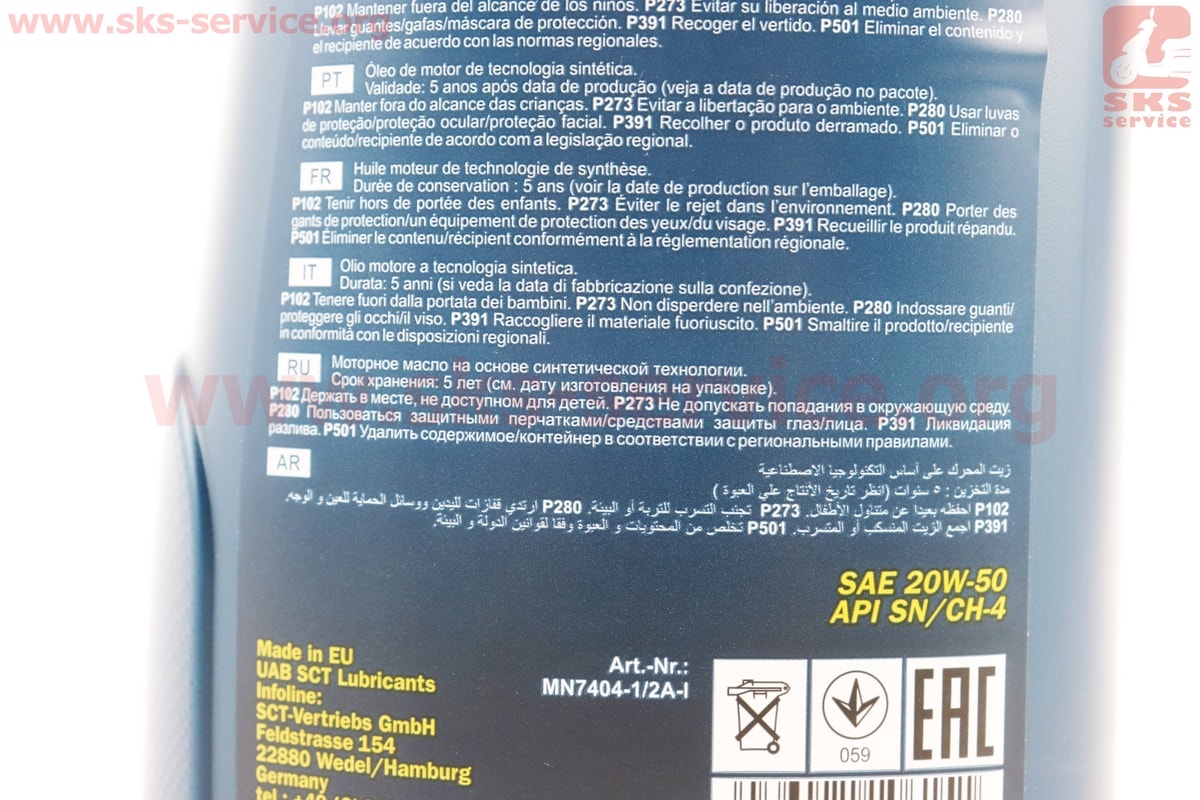 www.sks-service.org
P102 Mantener fuera del alcance de los niños. P273 Evitar su liberación al medio ambiente. P280
Llevar guantes/gafas/máscara de protección. P391 Recoger el vertido. P501 Eliminar el contenido y
el recipiente de acuerdo con las normas regionales.
SKS
service
PT Óleo de motor de tecnologia sintética.
Validade: 5 anos após data de produção (veja a data de produção no pacote).
P102 Manter fora do alcance das crianças. P273 Evitar a libertação para o ambiente. P280 Usar luvas
de proteção/proteção ocular/proteção facial. P391 Recolher o produto derramado. P501 Eliminar o
conteúdo/recipiente de acordo com a legislação regional.
FR Huile moteur de technologie de synthèse.
Durée de conservation : 5 ans (voir la date de production sur l'emballage).
P102 Tenir hors de portée des enfants. P273 Éviter le rejet dans l'environnement. P280 Porter des
gants de protection/un équipement de protection des yeux/du visage. P391 Recueillir le produit répandu.
P501 Éliminer le contenu/récipient conformément à la réglementation régionale.
IT Olio motore a tecnologia sintetica.
Durata: 5 anni (si veda la data di fabbricazione sulla confezione).
P102 Tenere fuori dalla portata dei bambini. P273 Non disperdere nell'ambiente. P280 Indossare guanti/
proteggere gli occhi/il viso. P391 Raccogliere il materiale fuoriuscito. P501 Smaltire il prodotto/recipiente
in conformità con le disposizioni regionali.
RU Моторное масло на основе синтетической технологии.
Срок хранения: 5 лет (см. дату изготовления на упаковке).
P102 Держать в месте, не доступном для детей. P273 Не допускать попадания в окружающую среду.
P280 Пользоваться защитными перчатками/средствами защиты глаз/лица. P391 Ликвидация
разлива. P501 Удалить содержимое/контейнер в соответствии с региональными правилами.
www.sks-service.org
AR زيت المحرك على أساس التكنولوجيا الاصطناعية
مدة التخزين : ٥ سنوات (انظر تاريخ الأنتاج علي العبوة )
P102 احفظه بعيدا عن متناول الأطفال. P273 تجنب التسرب للتربة أو البيئة. P280 ارتدي قفازات لليدين ووسائل الحماية للعين و الوجه.
P391 اجمع الزيت المنسكب أو المتسرب. P501 تخلص من المحتويات و العبوة وفقا لقوانين الدولة و البيئة.
SAE 20W-50
API SN/CH-4
Made in EU
UAB SCT Lubricants
Infoline:
SCT-Vertriebs GmbH
Feldstrasse 154
22880 Wedel/Hamburg
Germany
Art.-Nr.:
MN7404-1/2A-I
059
EAC